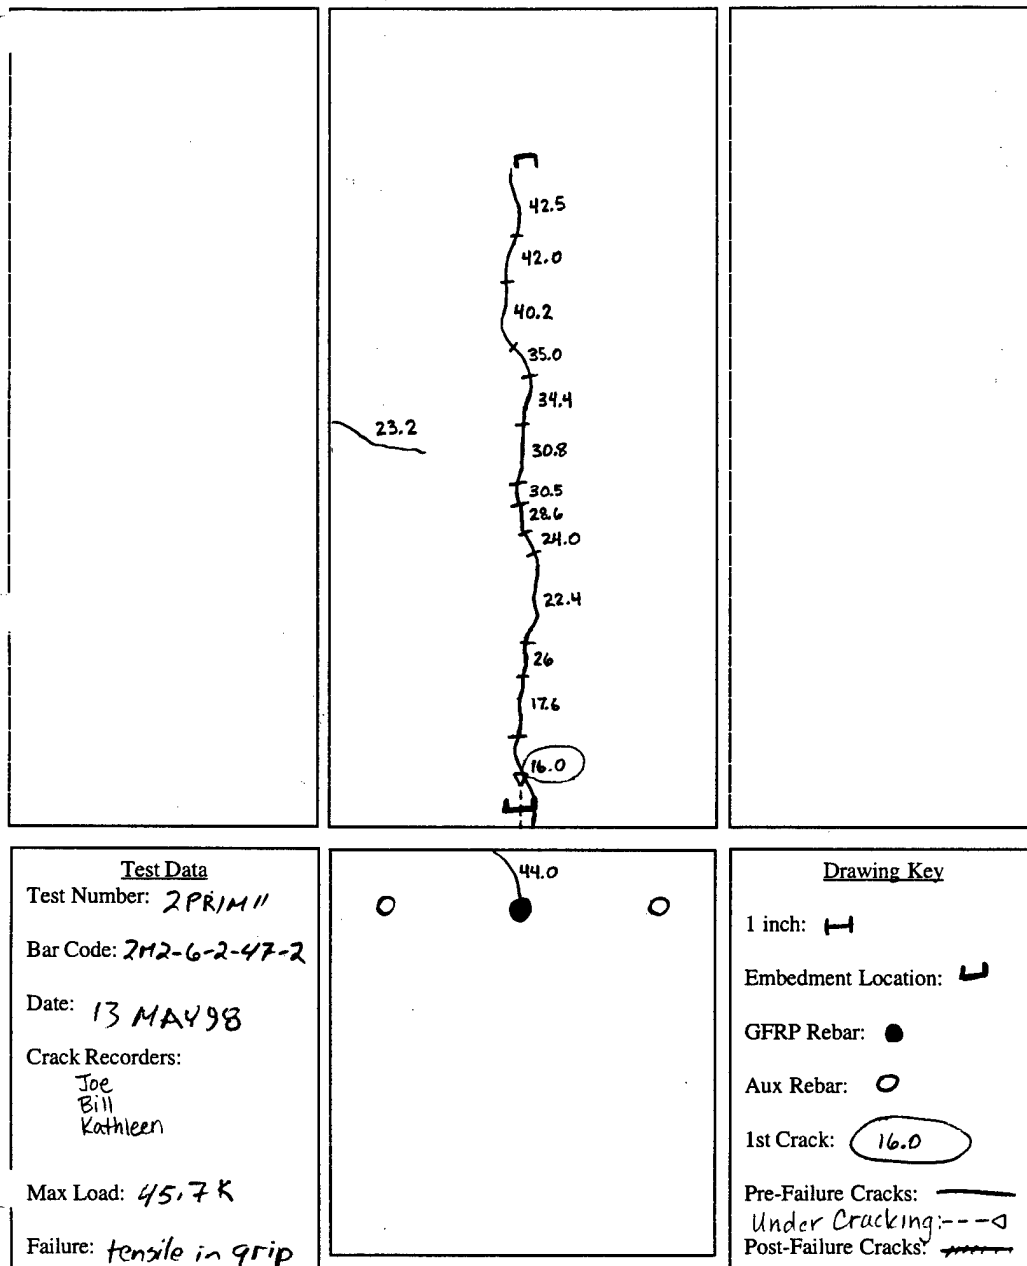 42.5
42.0
40.2
35.0
34.4
23.2
30.8
30.5
28.6
24.0
22.4
26
17.6
16.0
Test Data
Test Number: 2PRIM11
Bar Code: 2M2-6-2-47-2
Date: 13 MAY 98
Crack Recorders:
Joe
Bill
Kathleen
Max Load: 45.7 K
Failure: tensile in grip
44.0
Drawing Key
1 inch:
Embedment Location:
GFRP Rebar:
Aux Rebar:
1st Crack: 16.0
Pre-Failure Cracks:
Under Cracking:
Post-Failure Cracks: